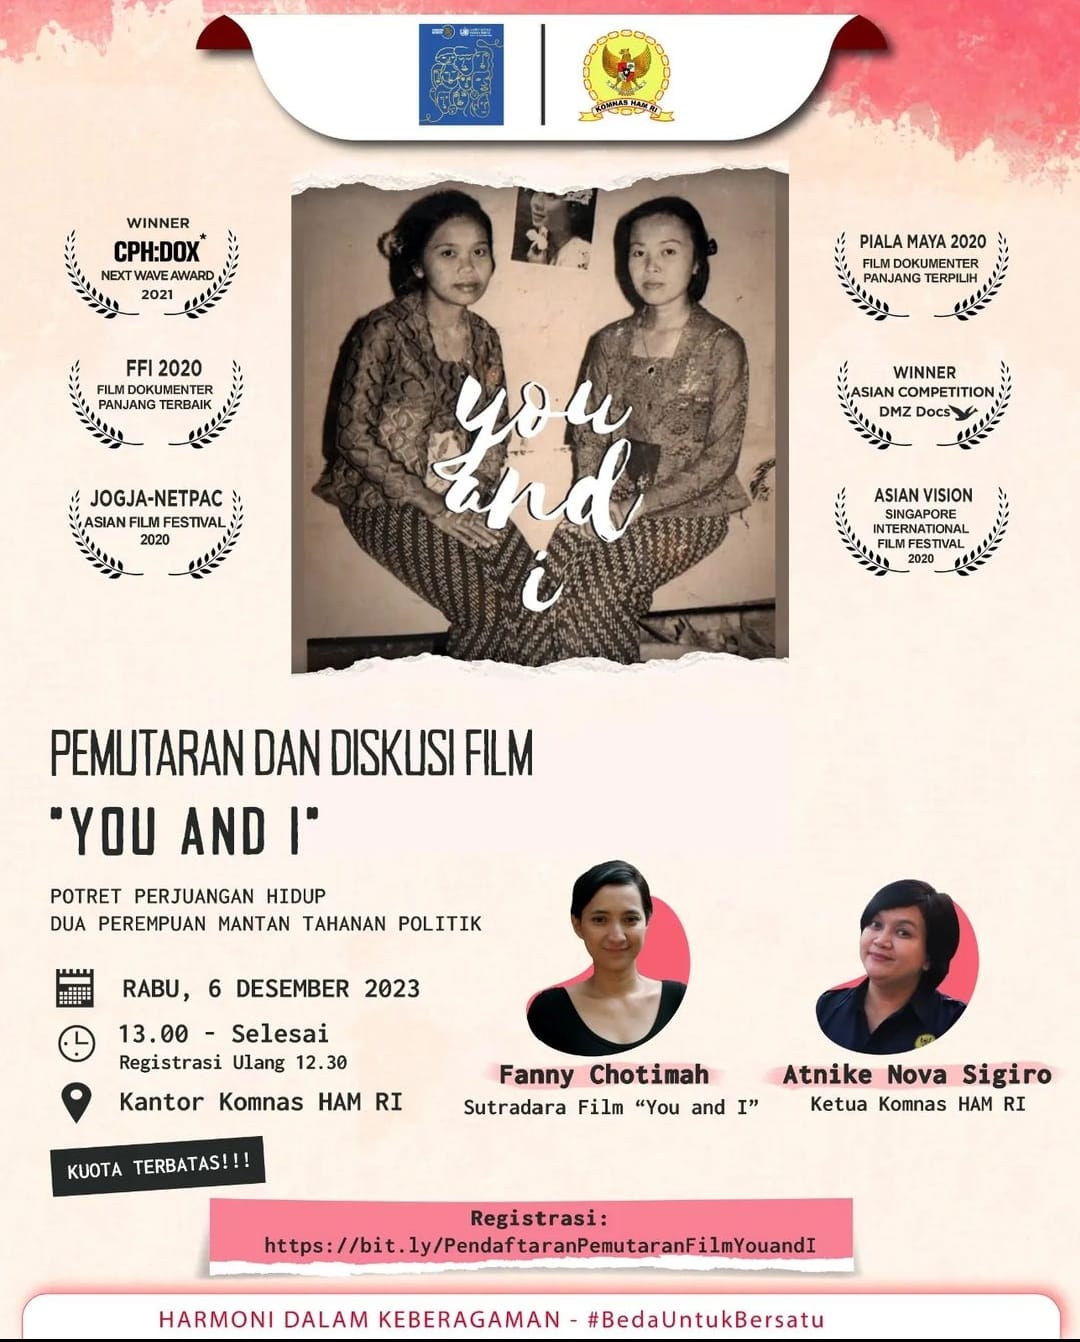 KOMNAS HAM RI
WINNER
CPH:DOX*
NEXT WAVE AWARD
2021
FFI 2020
FILM DOKUMENTER
PANJANG TERBAIK
JOGJA-NETPAC
ASIAN FILM FESTIVAL
2020
you
and
i
PIALA MAYA 2020
FILM DOKUMENTER
PANJANG TERPILIH
WINNER
ASIAN COMPETITION
DMZ Docs
ASIAN VISION
SINGAPORE
INTERNATIONAL
FILM FESTIVAL
2020
PEMUTARAN DAN DISKUSI FILM
"YOU AND I"
POTRET PERJUANGAN HIDUP
DUA PEREMPUAN MANTAN TAHANAN POLITIK
RABU, 6 DESEMBER 2023
13.00 - Selesai
Registrasi Ulang 12.30
Kantor Komnas HAM RI
KUOTA TERBATAS!!!
Fanny Chotimah
Sutradara Film “You and I”
Atnike Nova Sigiro
Ketua Komnas HAM RI
Registrasi:
https://bit.ly/PendaftaranPemutaranFilmYouandI
HARMONI DALAM KEBERAGAMAN - #BedaUntukBersatu